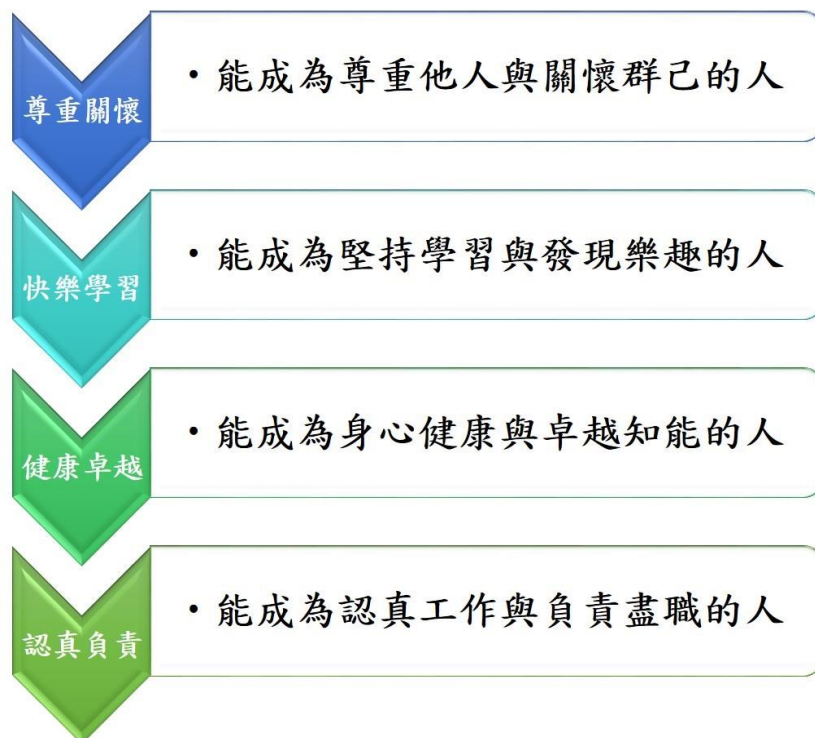 尊重關懷
• 能成為尊重他人與關懷群己的人
快樂學習
• 能成為堅持學習與發現樂趣的人
健康卓越
• 能成為身心健康與卓越知能的人
認真負責
• 能成為認真工作與負責盡職的人